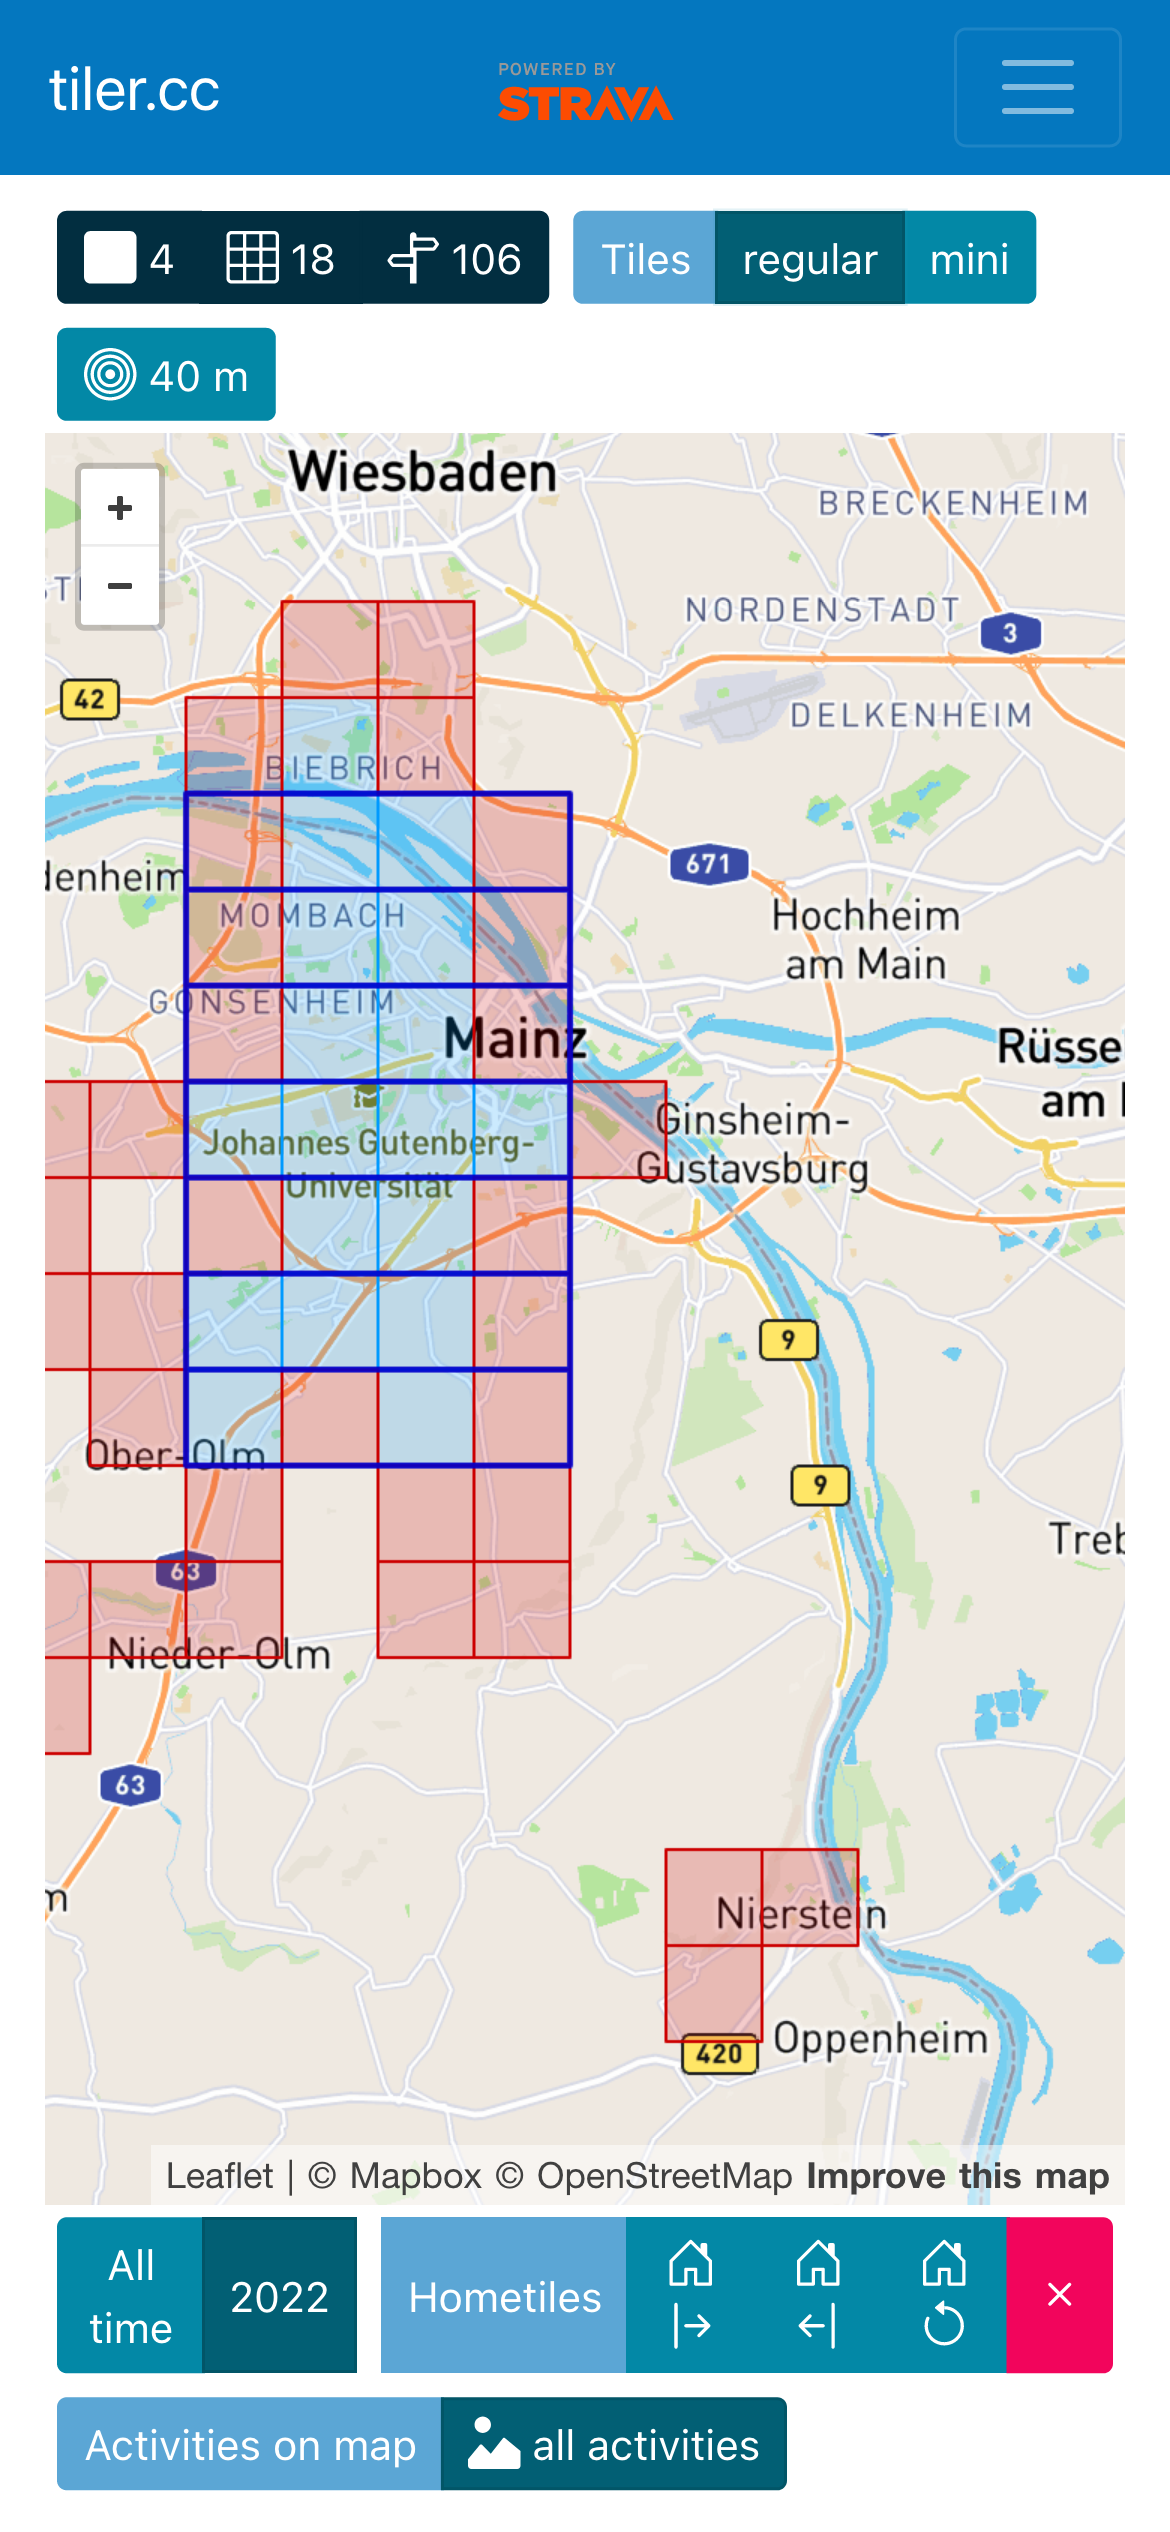 tiler.cc
POWERED BY
STRAVA
4 18 106
Tiles regular mini
40 m
Wiesbaden
BRECKENHEIM
NORDENSTADT
3
42
DELKENHEIM
BIEBRICH
671
denheim
MOMBACH
Hochheim
am Main
GONSENHEIM
Mainz
Rüsse
am
Ginsheim-
Gustavsburg
Johannes Gutenberg-
Universität
9
Ober-Olm
9
Treb
63
Nieder-Olm
63
m
Nierstein
Oppenheim
420
Leaflet | © Mapbox © OpenStreetMap Improve this map
All
time
2022
Hometiles
Activities on map all activities